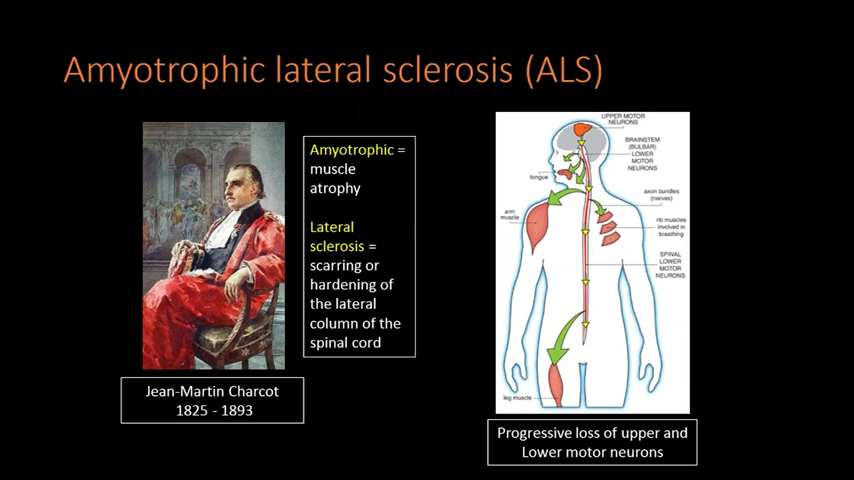 Amyotrophic lateral sclerosis (ALS)
Amyotrophic =
muscle
atrophy
Lateral
sclerosis =
scarring or
hardening of
the lateral
column of the
spinal cord
Jean-Martin Charcot
1825 - 1893
UPPER MOTOR
NEURONS
BRAINSTEM
(BULBAR)
LOWER
MOTOR
NEURONS
tongue
axon bundles
(nerves)
arm
muscle
rib muscles
involved in
breathing
SPINAL
LOWER
MOTOR
NEURONS
leg muscle
Progressive loss of upper and
Lower motor neurons